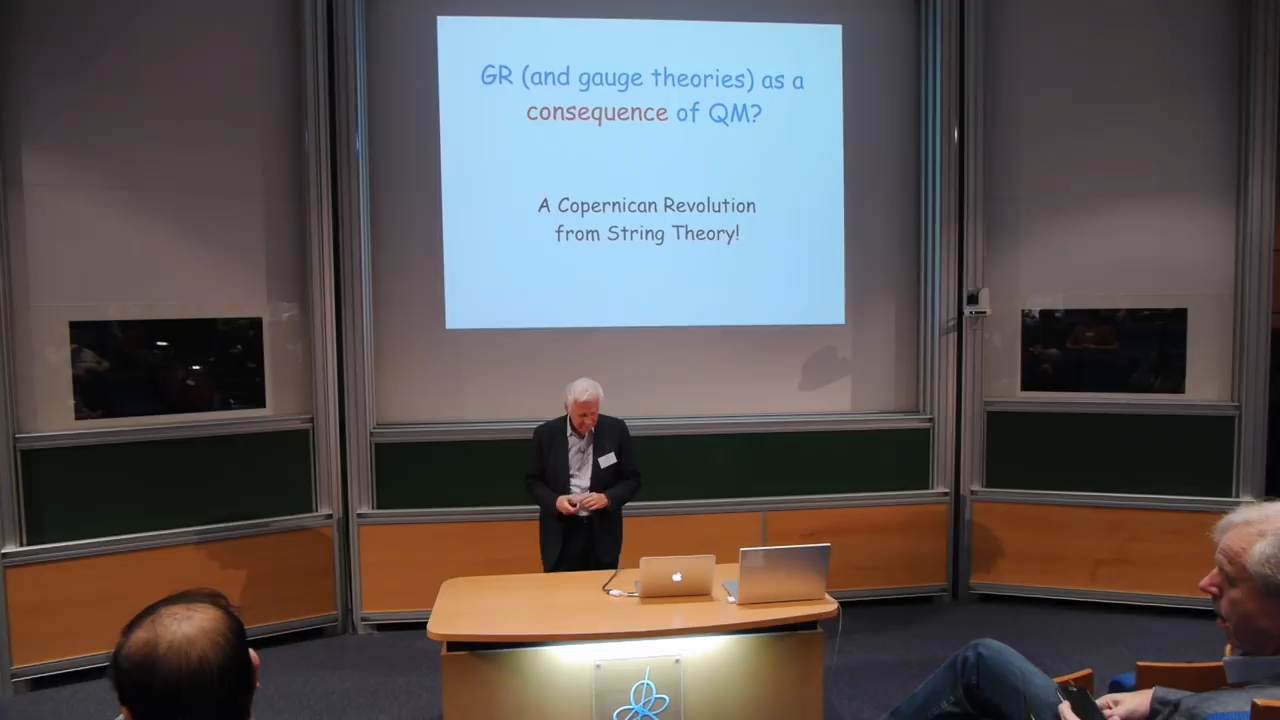 GR (and gauge theories) as a
consequence of QM?
A Copernican Revolution
from String Theory!